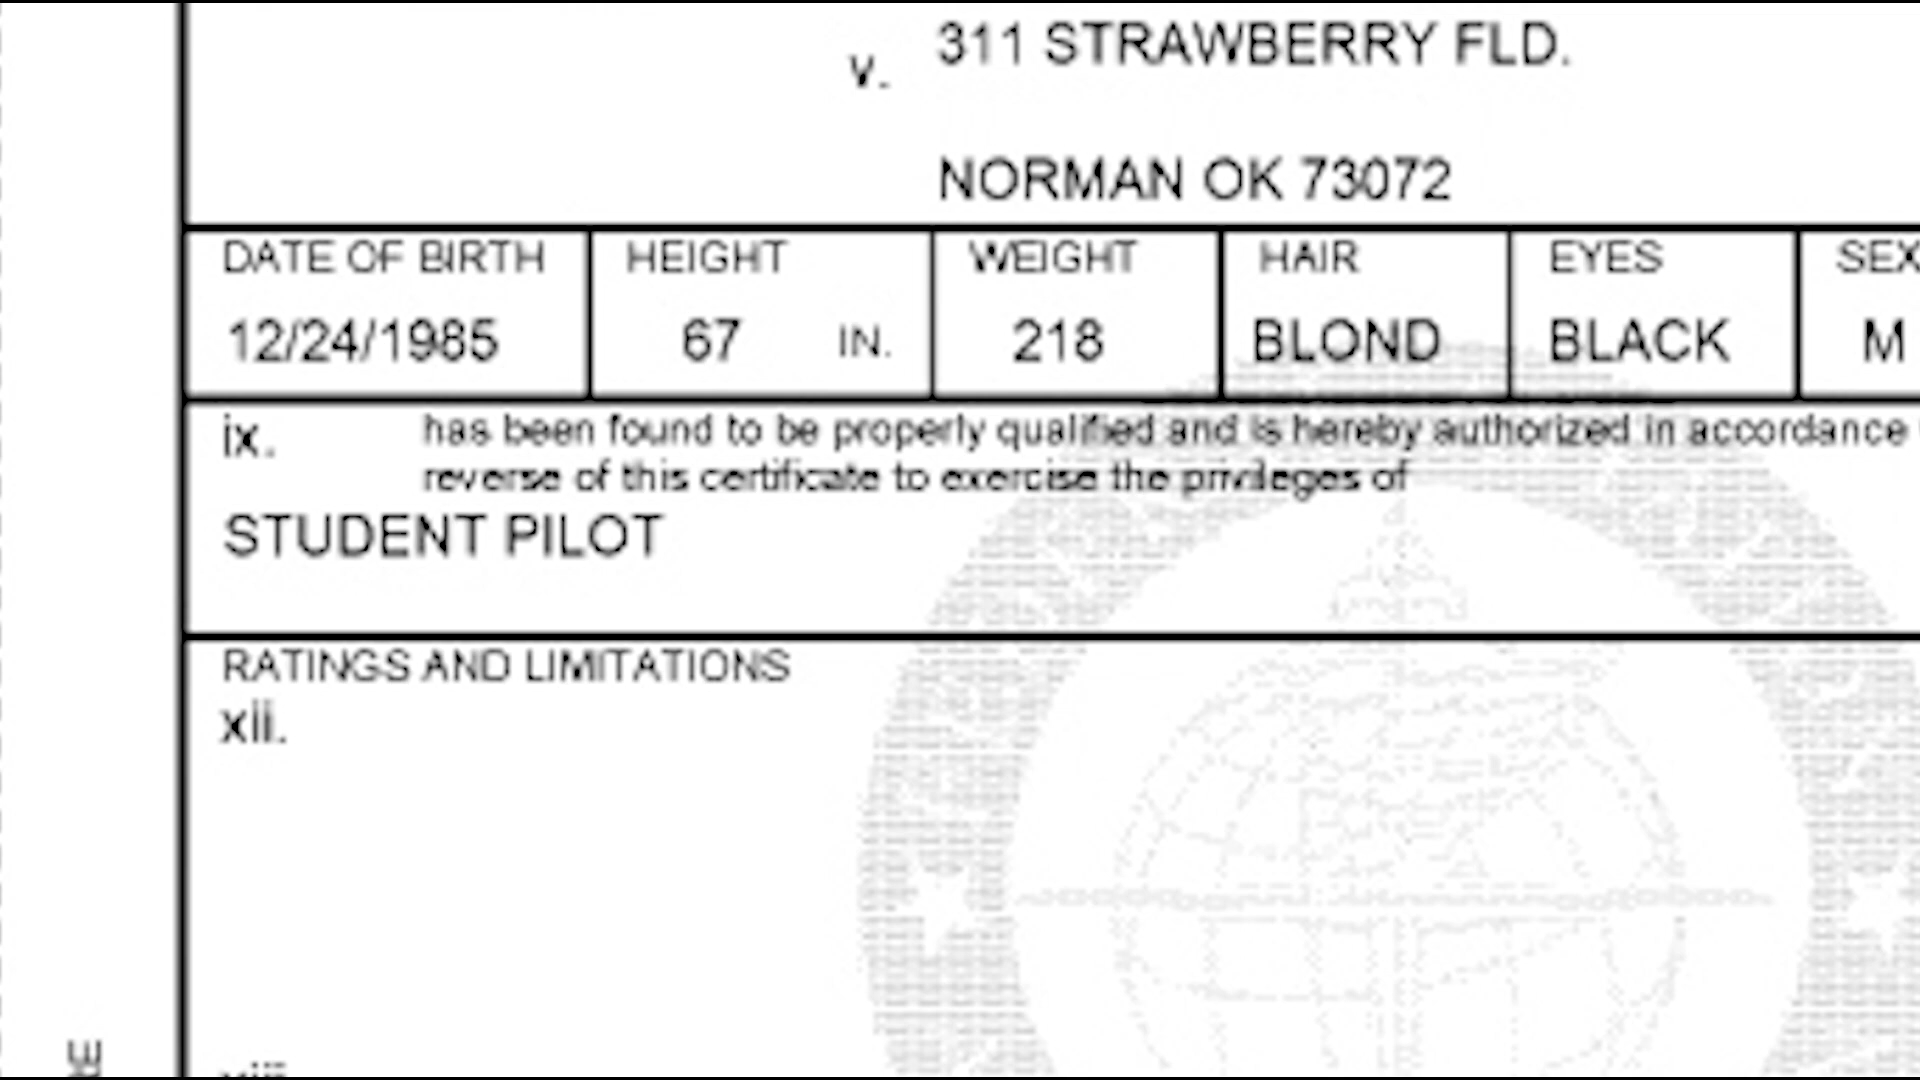 311 STRAWBERRY FLD.
v.
NORMAN OK 73072
DATE OF BIRTH HEIGHT WEIGHT HAIR EYES SEX
12/24/1985 67 IN. 218 BLOND BLACK M
ix. has been found to be properly qualified and is hereby authorized in accordance
reverse of this certificate to exercise the privileges of
STUDENT PILOT
RATINGS AND LIMITATIONS
xii.